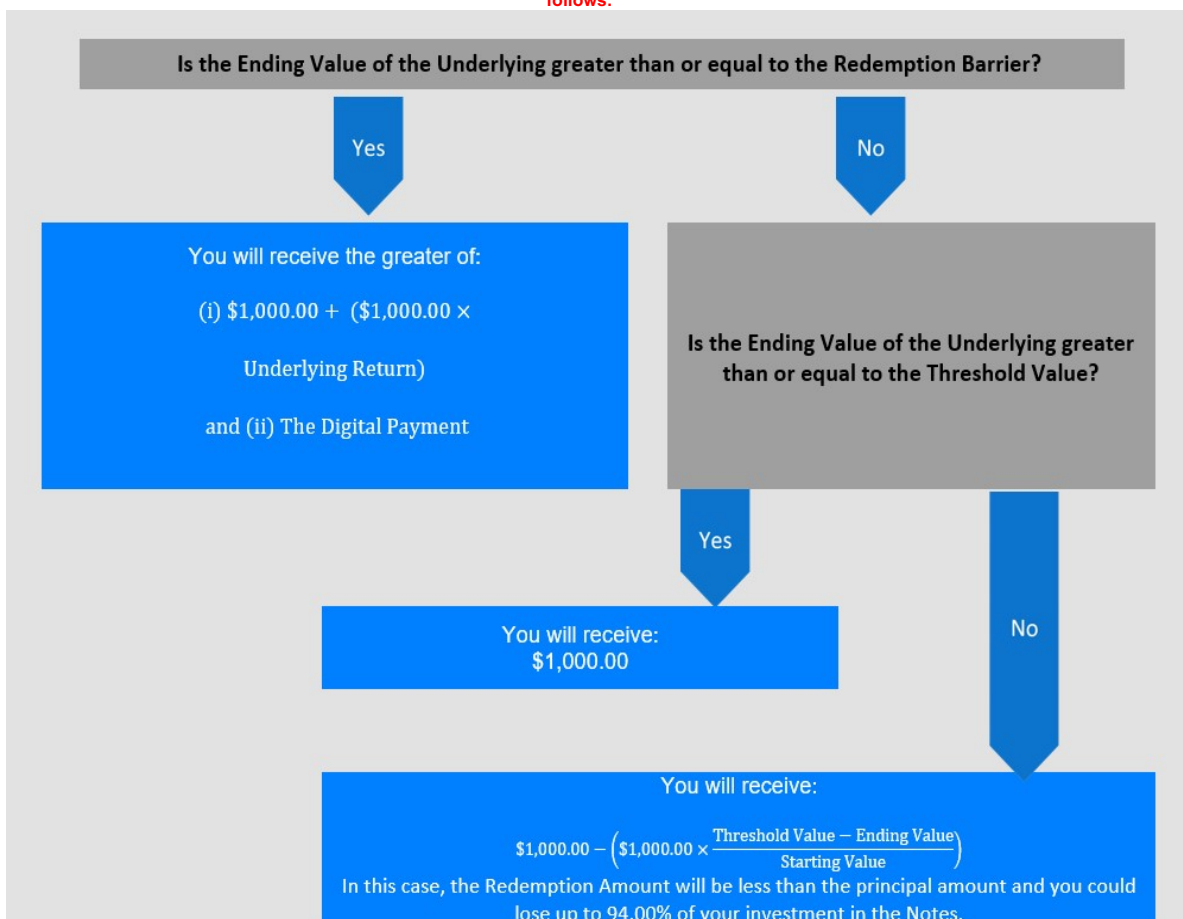 follows:
Is the Ending Value of the Underlying greater than or equal to the Redemption Barrier?
Yes
No
You will receive the greater of:
(i) $1,000.00 + ($1,000.00 ×
Underlying Return)
and (ii) The Digital Payment
Is the Ending Value of the Underlying greater
than or equal to the Threshold Value?
Yes
No
You will receive:
$1,000.00
You will receive:
$1,000.00 − ($1,000.00 × Threshold Value − Ending Value
Starting Value)
In this case, the Redemption Amount will be less than the principal amount and you could
lose up to 94.00% of your investment in the Notes.